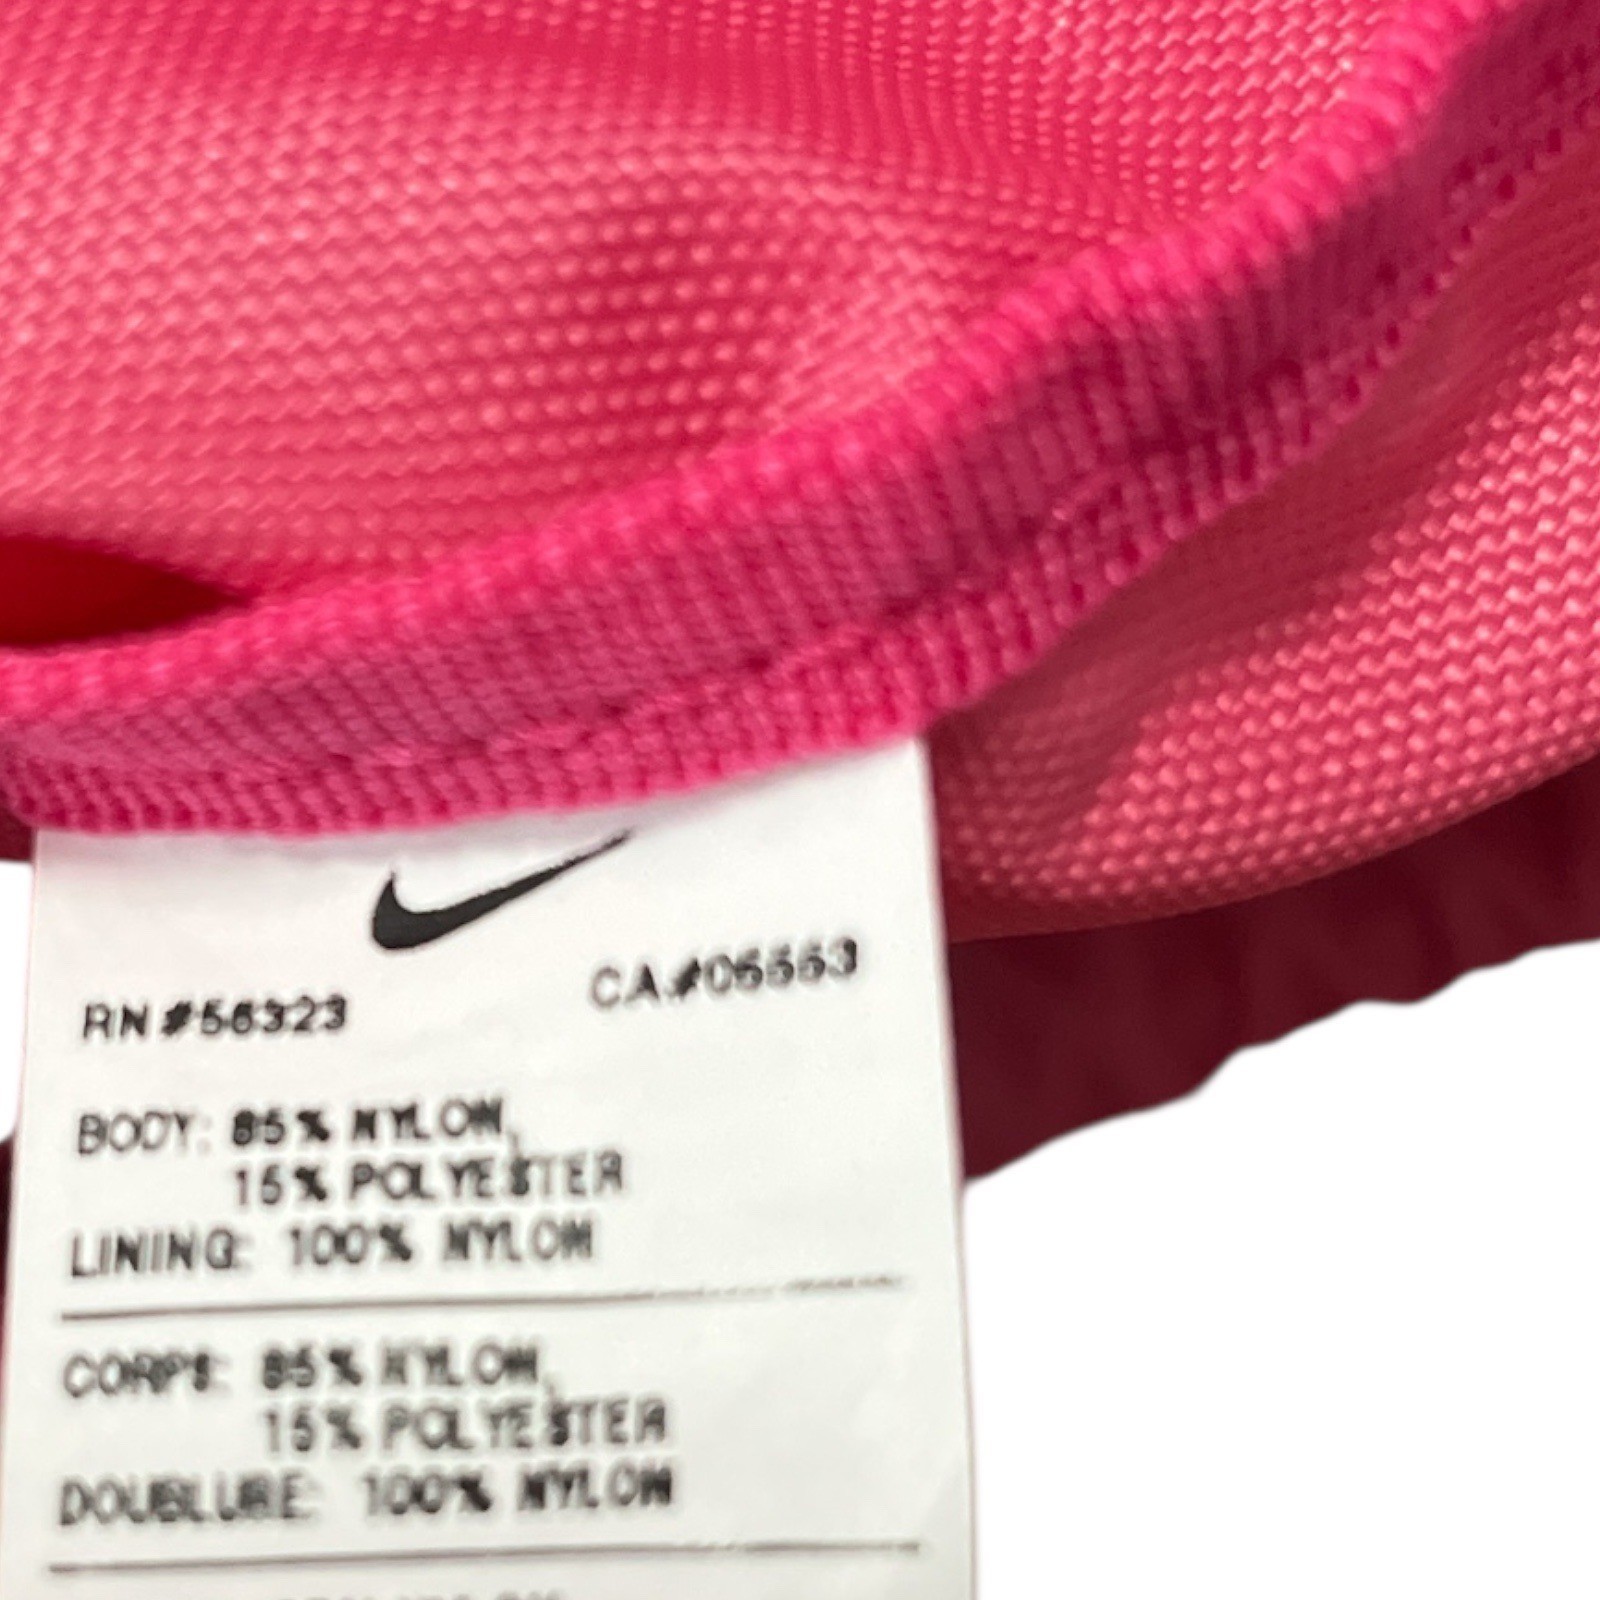 RN #56323
CA #05553
BODY: 85% NYLON,
15% POLYESTER
LINING: 100% NYLON
CORPS: 85% NYLON,
15% POLYESTER
DOUBLURE: 100% NYLON